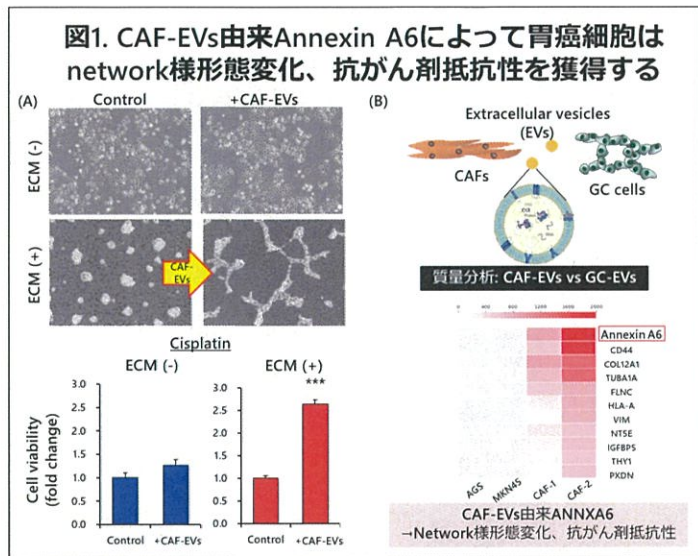 図1. CAF-EVs由来Annexin A6によって胃癌細胞は
network様形態変化、抗がん剤抵抗性を獲得する
(A)
Control
+CAF-EVs
ECM (-)
ECM (+)
CAF-
EVs
Cisplatin
ECM (-)
ECM (+)
Cell viability
(fold change)
3.0
2.5
2.0
1.5
1.0
0.5
0.0
Control
+CAF-EVs
3.0
2.5
2.0
1.5
1.0
0.5
0.0
***
Control
+CAF-EVs
(B)
Extracellular vesicles
(EVs)
CAFs
GC cells
質量分析: CAF-EVs vs GC-EVs
0 400 800 1200 1600 2000
Annexin A6
CD44
COL12A1
TUBA1A
FLNC
HLA-A
VIM
NT5E
IGFBP5
THY1
PXDN
AGS
MKN45
CAF-1
CAF-2
CAF-EVs由来ANNXA6
→Network様形態変化、抗がん剤抵抗性